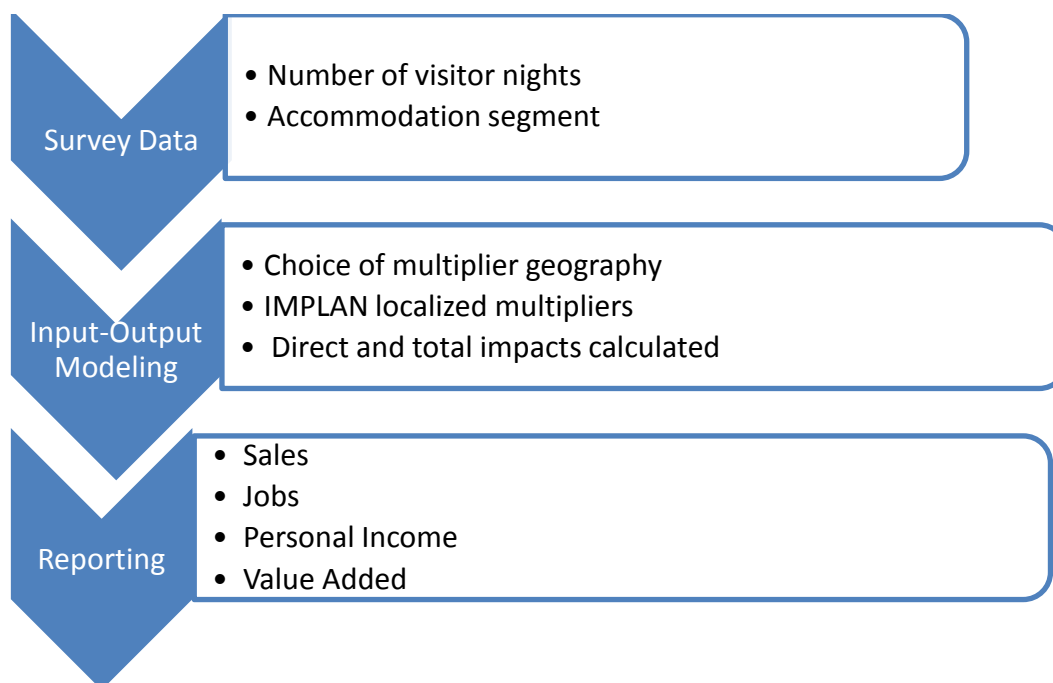 Survey Data
• Number of visitor nights
• Accommodation segment
Input-Output
Modeling
• Choice of multiplier geography
• IMPLAN localized multipliers
• Direct and total impacts calculated
Reporting
• Sales
• Jobs
• Personal Income
• Value Added